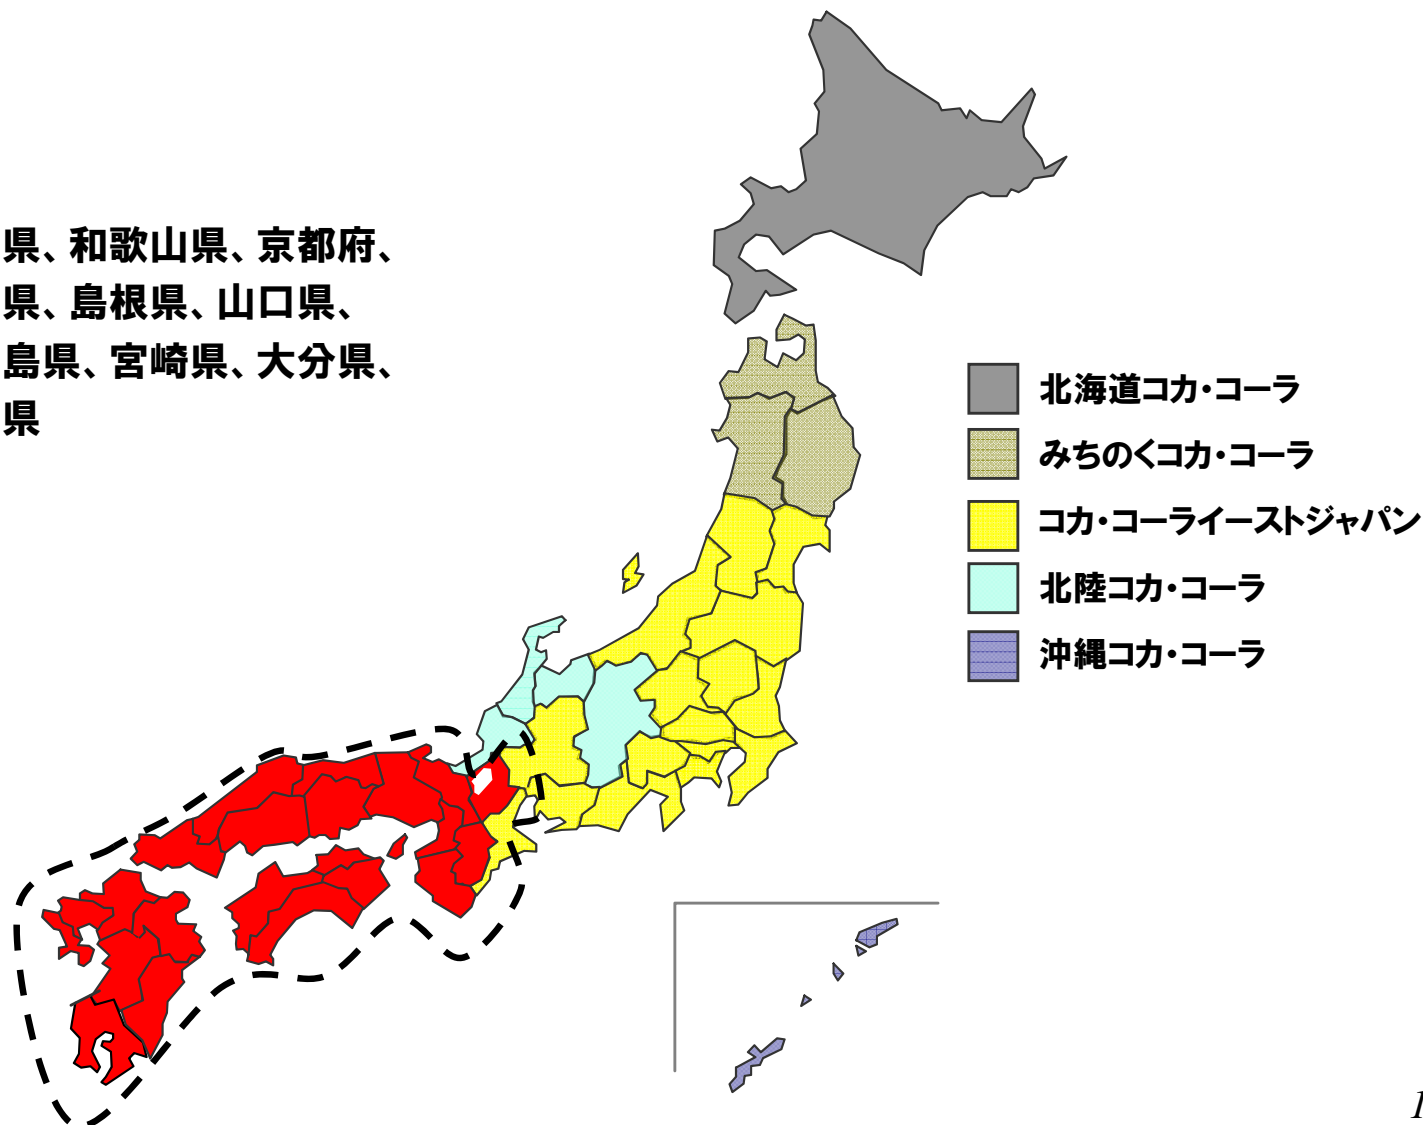 県、和歌山県、京都府、
県、島根県、山口県、
島県、宮崎県、大分県、
県
北海道コカ・コーラ
みちのくコカ・コーラ
コカ・コーライーストジャパン
北陸コカ・コーラ
沖縄コカ・コーラ
1